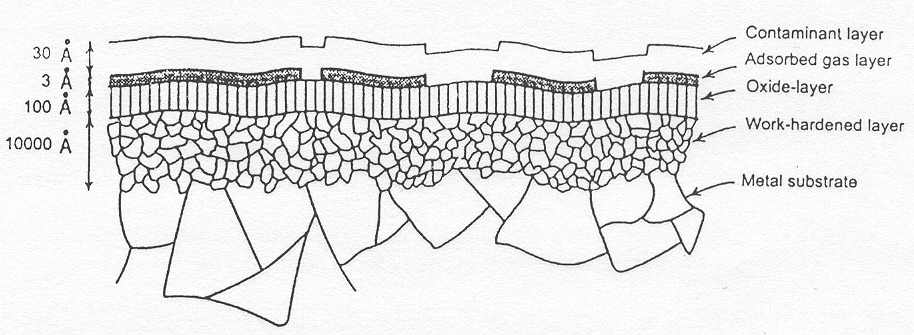 30 Å
3 Å
100 Å
10000 Å
Contaminant layer
Adsorbed gas layer
Oxide-layer
Work-hardened layer
Metal substrate